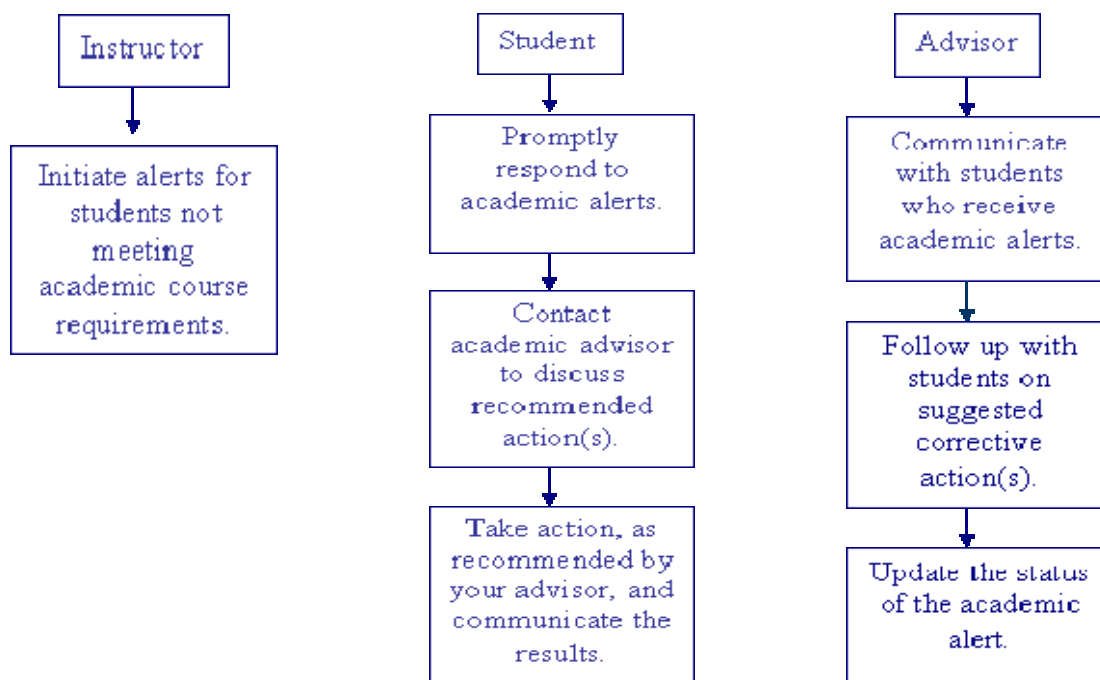 Instructor
Initiate alerts for
students not
meeting
academic course
requirements.
Student
Promptly
respond to
academic alerts.
Contact
academic advisor
to discuss
recommended
action(s).
Take action, as
recommended by
your advisor, and
communicate the
results.
Advisor
Communicate
with students
who receive
academic alerts.
Follow up with
students on
suggested
corrective
action(s).
Update the status
of the academic
alert.